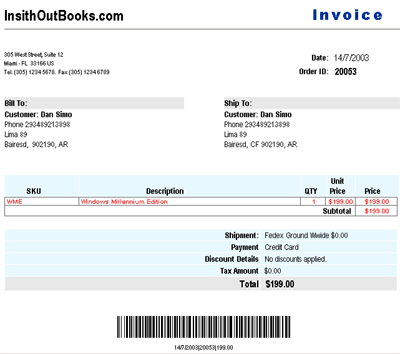 InsithOutBooks.com
Invoice
305 West Street, Suite 12
Miami - FL 33166 US
Tel. (305) 1234 5678. Fax (305) 1234 6789
Date: 14/7/2003
Order ID: 20053
Bill To:
Customer: Dan Simo
Phone 293489213898
Lima 89
Bairesd, 902190, AR
Ship To:
Customer: Dan Simo
Phone 293489213898
Lima 89
Bairesd, CF 902190, AR
SKU Description QTY Unit Price Price
WME Windows Millennium Edition 1 $199.00 $199.00
Subtotal $199.00
Shipment: Fedex Ground Wwide $0.00
Payment Credit Card
Discount Details No discounts applied.
Tax Amount $0.00
Total $199.00
14/7/2003|20053|199.00